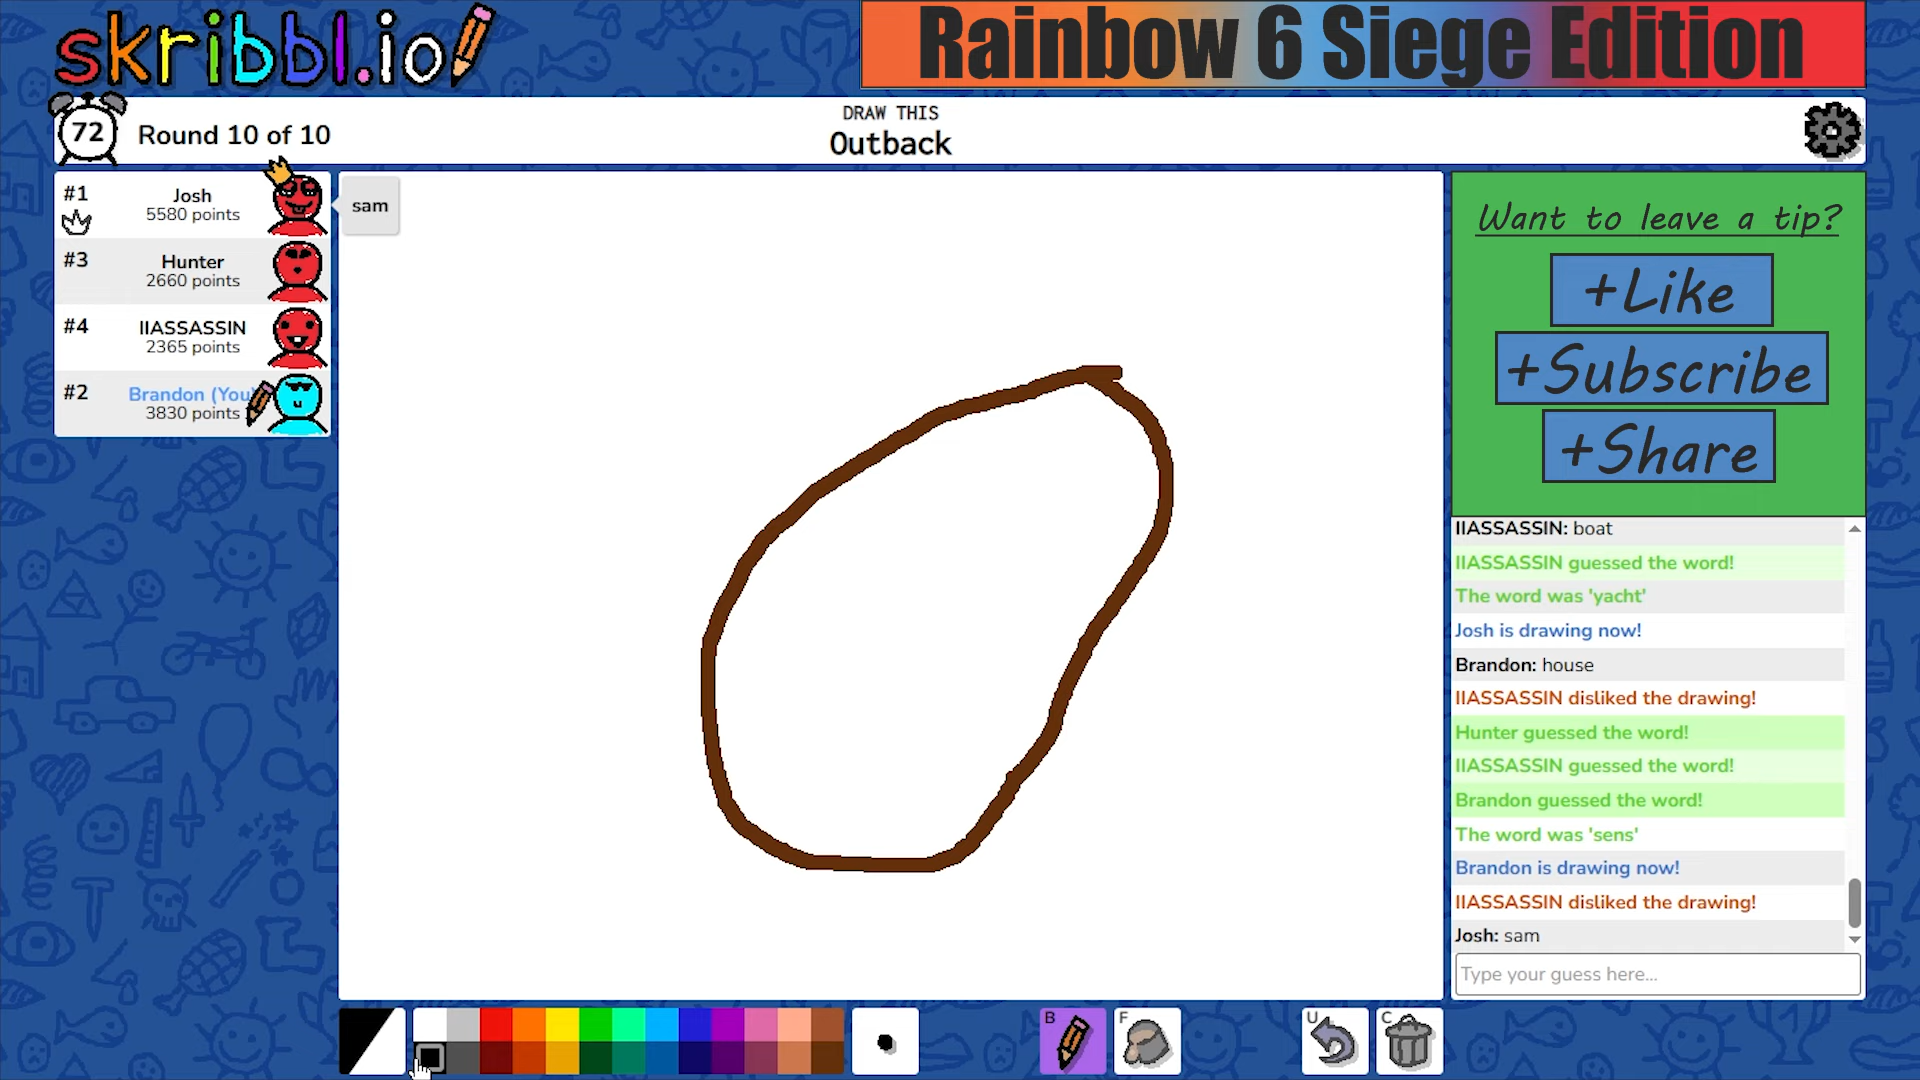 skribbl.io
Rainbow 6 Siege Edition
72
Round 10 of 10
DRAW THIS
Outback
#1
Josh
5580 points
sam
#3
Hunter
2660 points
#4
IIASSASSIN
2365 points
#2
Brandon (You
3830 points
Want to leave a tip?
+Like
+Subscribe
+Share
IIASSASSIN: boat
IIASSASSIN guessed the word!
The word was 'yacht'
Josh is drawing now!
Brandon: house
IIASSASSIN disliked the drawing!
Hunter guessed the word!
IIASSASSIN guessed the word!
Brandon guessed the word!
The word was 'sens'
Brandon is drawing now!
IIASSASSIN disliked the drawing!
Josh: sam
Type your guess here...
B
F
U
C